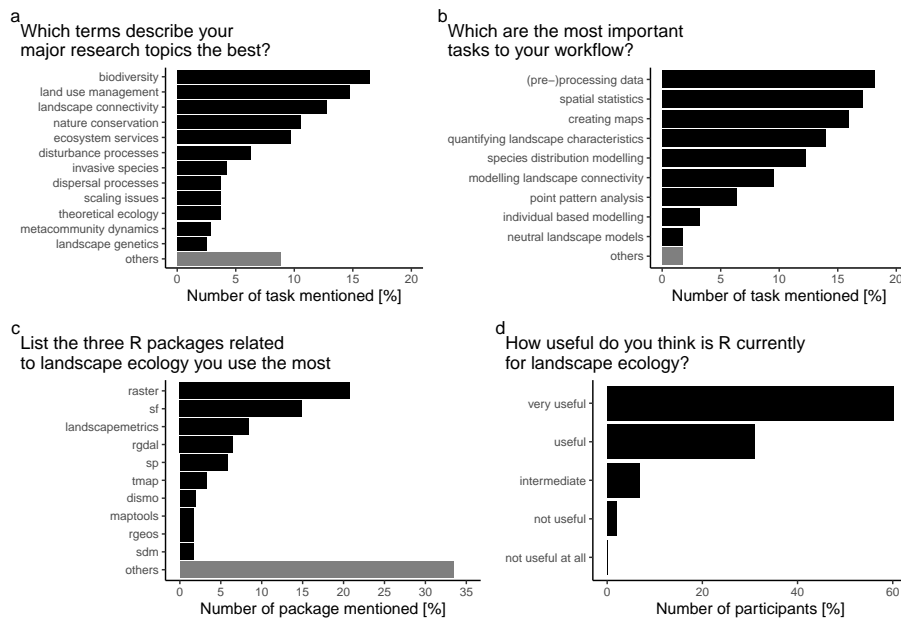 a
Which terms describe your
major research topics the best?
biodiversity
land use management
landscape connectivity
nature conservation
ecosystem services
disturbance processes
invasive species
dispersal processes
scaling issues
theoretical ecology
metacommunity dynamics
landscape genetics
others
0 5 10 15 20
Number of task mentioned [%]
b
Which are the most important
tasks to your workflow?
(pre−)processing data
spatial statistics
creating maps
quantifying landscape characteristics
species distribution modelling
modelling landscape connectivity
point pattern analysis
individual based modelling
neutral landscape models
others
0 5 10 15 20
Number of task mentioned [%]
c
List the three R packages related
to landscape ecology you use the most
raster
sf
landscapemetrics
rgdal
sp
tmap
dismo
maptools
rgeos
sdm
others
0 5 10 15 20 25 30 35
Number of package mentioned [%]
d
How useful do you think is R currently
for landscape ecology?
very useful
useful
intermediate
not useful
not useful at all
0 20 40 60
Number of participants [%]